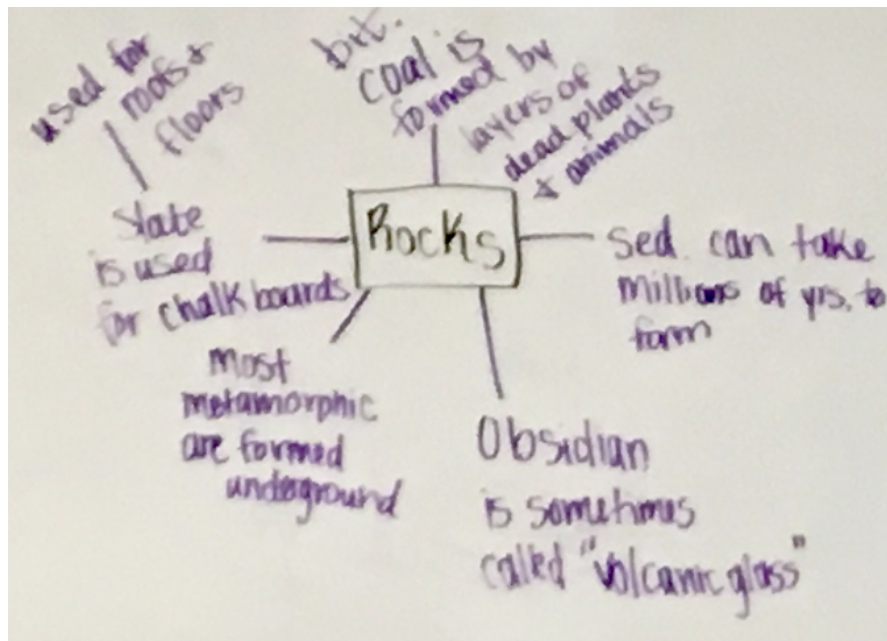 used for
roofs +
floors
bit.
coal is
formed by
layers of
dead plants
+ animals
Slate
is used
for chalkboards
Rocks
Sed. can take
millions of yrs. to
form
most
metamorphic
are formed
underground
Obsidian
is sometimes
called "volcanic glass"